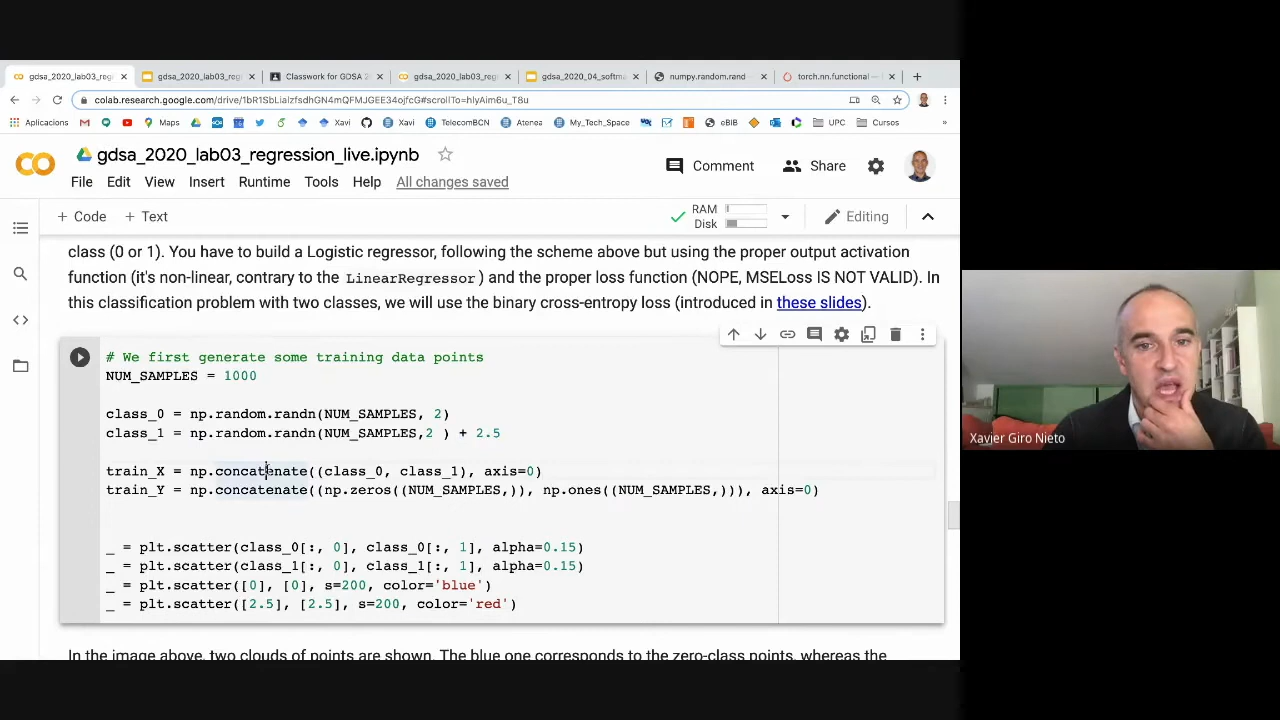 gdsa_2020_lab03_reg
gdsa_2020_lab03_reg
Classwork for GDSA 2
gdsa_2020_lab03_reg
gdsa_2020_04_softma
numpy.random.rand
torch.nn.functional —
Aplicaciones
Maps
Xavi
Xavi
TelecomBCN
Atenea
My_Tech_Space
eBIB
UPC
Cursos
»
gdsa_2020_lab03_regression_live.ipynb
Comment
Share
File Edit View Insert Runtime Tools Help All changes saved
+ Code + Text
RAM
Disk
Editing
class (0 or 1). You have to build a Logistic regressor, following the scheme above but using the proper output activation
function (it's non-linear, contrary to the LinearRegressor ) and the proper loss function (NOPE, MSELoss IS NOT VALID). In
this classification problem with two classes, we will use the binary cross-entropy loss (introduced in these slides).
# We first generate some training data points
NUM_SAMPLES = 1000
class_0 = np.random.randn(NUM_SAMPLES, 2)
class_1 = np.random.randn(NUM_SAMPLES,2 ) + 2.5
train_X = np.concatenate((class_0, class_1), axis=0)
train_Y = np.concatenate((np.zeros((NUM_SAMPLES,)), np.ones((NUM_SAMPLES,))), axis=0)
_ = plt.scatter(class_0[:, 0], class_0[:, 1], alpha=0.15)
_ = plt.scatter(class_1[:, 0], class_1[:, 1], alpha=0.15)
_ = plt.scatter([0], [0], s=200, color='blue')
_ = plt.scatter([2.5], [2.5], s=200, color='red')
In the image above, two clouds of points are shown. The blue one corresponds to the zero-class points, whereas the
Xavier Giro Nieto